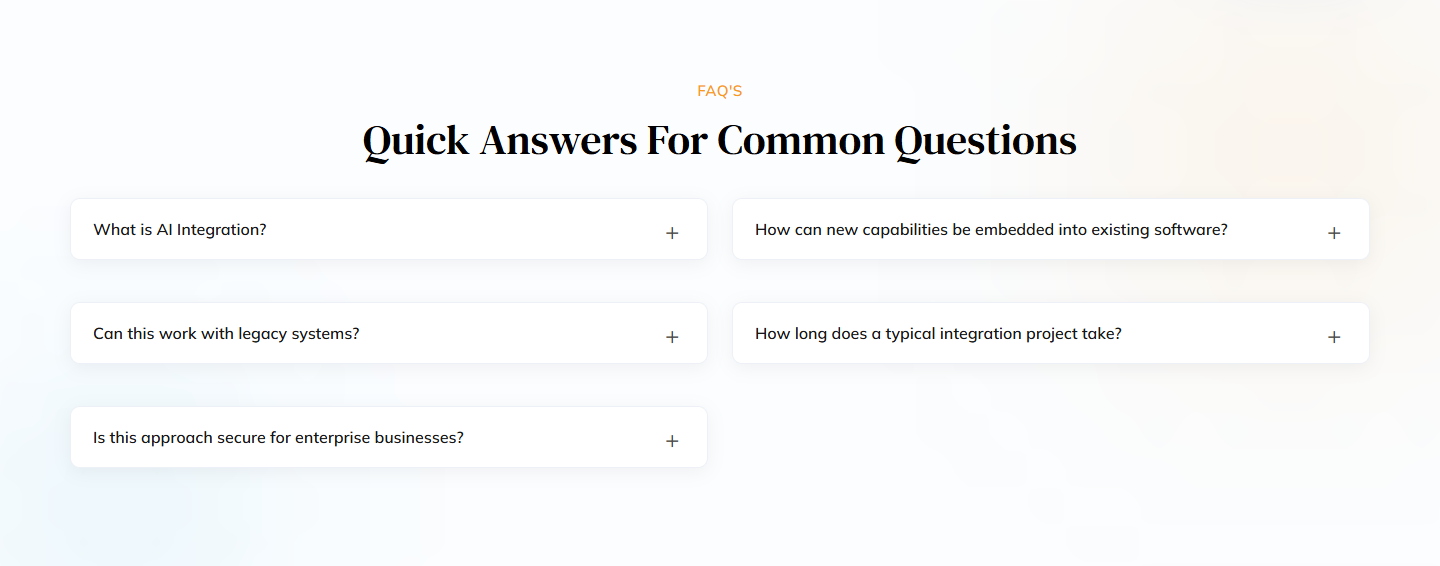 FAQ'S
Quick Answers For Common Questions
What is AI Integration?
+
How can new capabilities be embedded into existing software?
+
Can this work with legacy systems?
+
How long does a typical integration project take?
+
Is this approach secure for enterprise businesses?
+